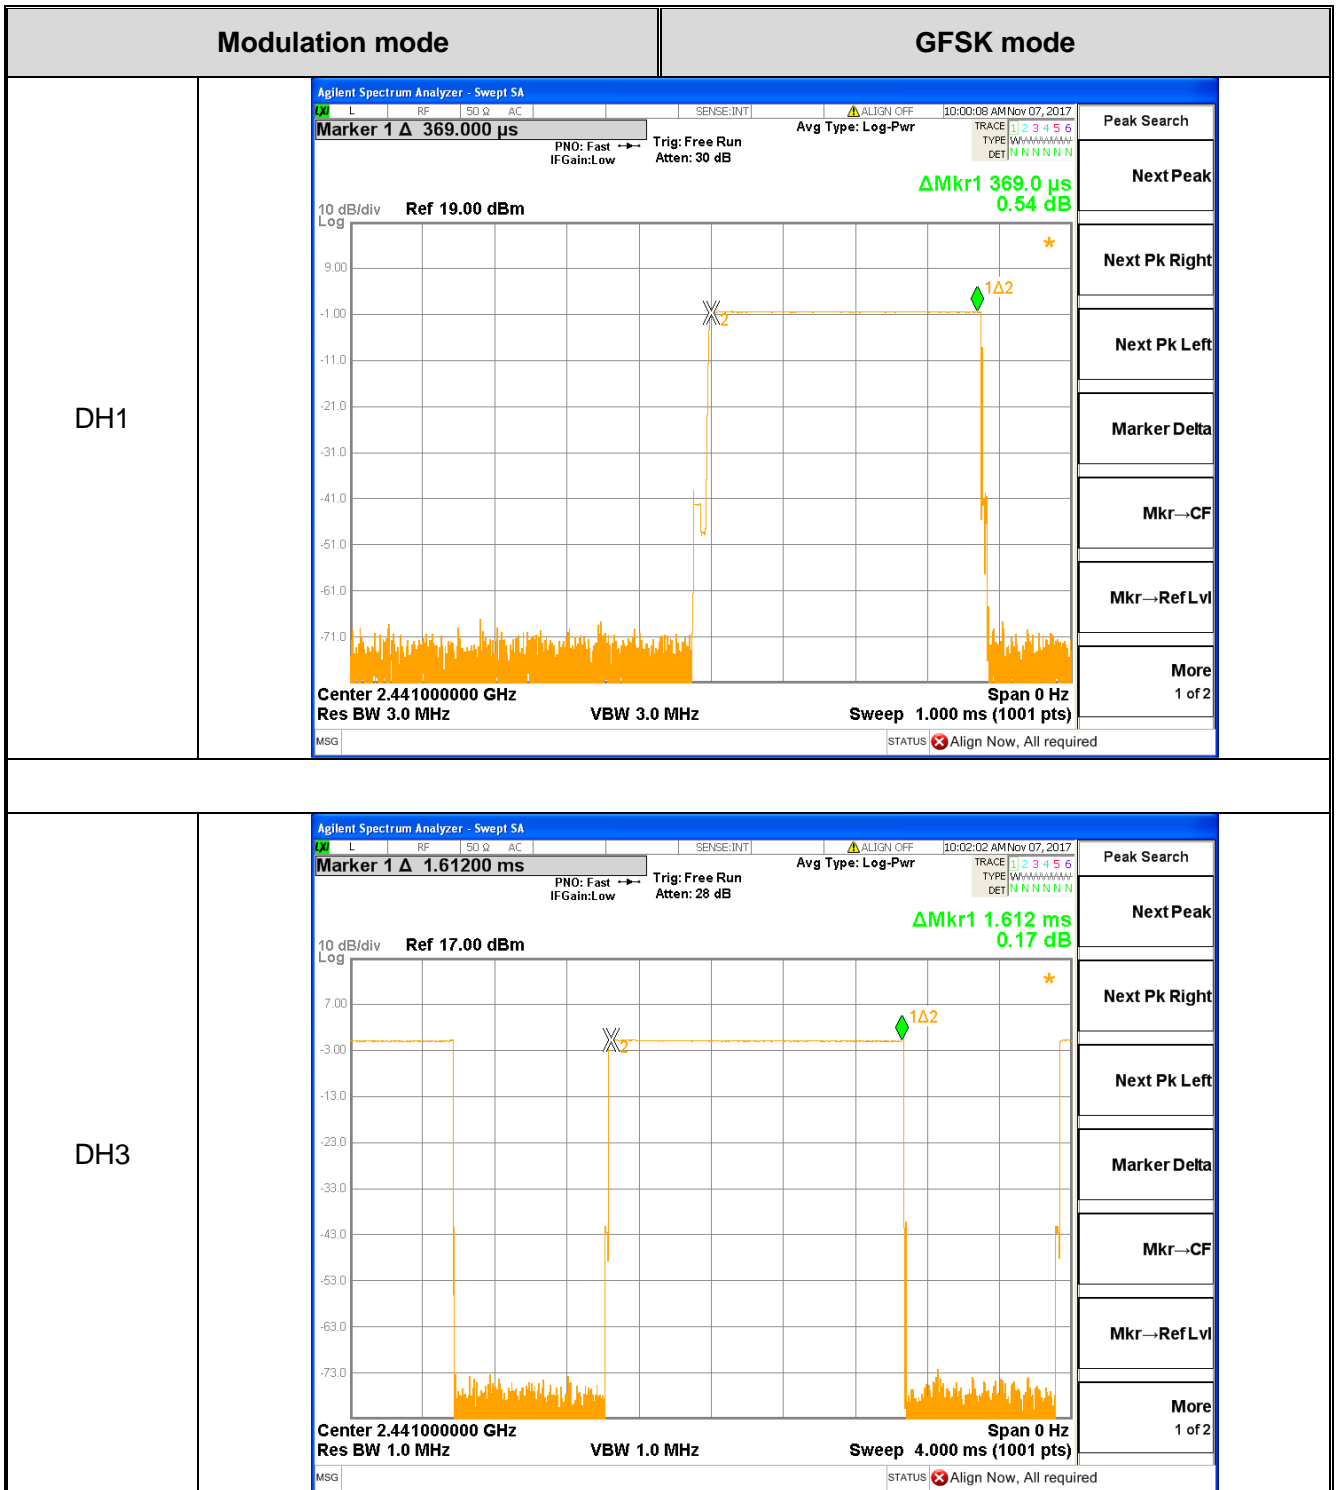 Modulation mode GFSK mode
DH1
Agilent Spectrum Analyzer - Swept SA
LXI L RF 50 Ω AC SENSE:INT ALIGN OFF 10:00:08 AM Nov 07, 2017
Marker 1 Δ 369.000 µs
PNO: Fast
IFGain:Low
Trig: Free Run
Atten: 30 dB
Avg Type: Log-Pwr
TRACE 1 2 3 4 5 6
TYPE WWWWWW
DET N N N N N N
ΔMkr1 369.0 µs
0.54 dB
10 dB/div Ref 19.00 dBm
Log
9.00
-1.00
-11.0
-21.0
-31.0
-41.0
-51.0
-61.0
-71.0
2
1Δ2
*
Center 2.441000000 GHz Span 0 Hz
Res BW 3.0 MHz VBW 3.0 MHz Sweep 1.000 ms (1001 pts)
MSG STATUS Align Now, All required
Peak Search
Next Peak
Next Pk Right
Next Pk Left
Marker Delta
Mkr→CF
Mkr→Ref Lvl
More
1 of 2
DH3
Agilent Spectrum Analyzer - Swept SA
LXI L RF 50 Ω AC SENSE:INT ALIGN OFF 10:02:02 AM Nov 07, 2017
Marker 1 Δ 1.61200 ms
PNO: Fast
IFGain:Low
Trig: Free Run
Atten: 28 dB
Avg Type: Log-Pwr
TRACE 1 2 3 4 5 6
TYPE WWWWWW
DET N N N N N N
ΔMkr1 1.612 ms
0.17 dB
10 dB/div Ref 17.00 dBm
Log
7.00
-3.00
-13.0
-23.0
-33.0
-43.0
-53.0
-63.0
-73.0
2
1Δ2
*
Center 2.441000000 GHz Span 0 Hz
Res BW 1.0 MHz VBW 1.0 MHz Sweep 4.000 ms (1001 pts)
MSG STATUS Align Now, All required
Peak Search
Next Peak
Next Pk Right
Next Pk Left
Marker Delta
Mkr→CF
Mkr→Ref Lvl
More
1 of 2